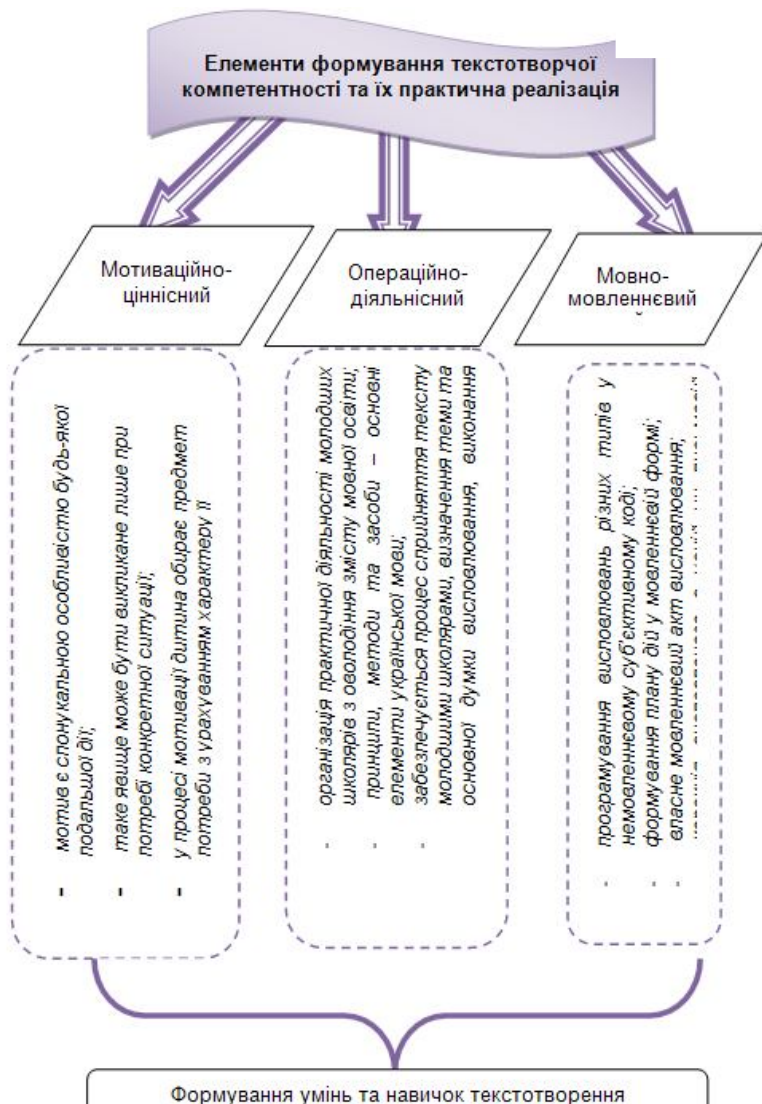 Елементи формування текстотворчої
компетентності та їх практична реалізація
Мотиваційно-
ціннісний
Операційно-
діяльнісний
Мовно-
мовленнєвий
- мотив є спонукальною особливістю будь-якої
подальшої дії;
- таке явище може бути викликане лише при
потребі конкретної ситуації;
- у процесі мотивації дитина обирає предмет
потреби з урахуванням характеру її
- організація практичної діяльності молодших
школярів з оволодіння змісту мовної освіти;
- принципи, методи та засоби – основні
елементи української мови;
- забезпечується процес сприйняття тексту
молодшими школярами, визначення теми та
основної думки висловлювання, виконання
- програмування висловлювань різних типів у
немовленнєвому суб’єктивному коді;
- формування плану дій у мовленнєвій формі;
- власне мовленнєвий акт висловлювання;
Формування умінь та навичок текстотворення